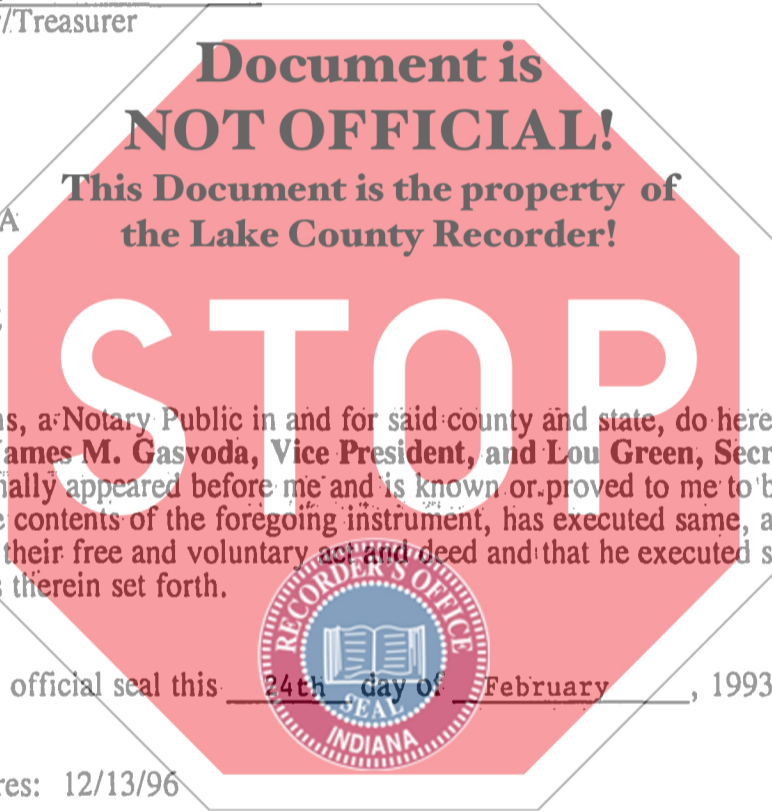 /Treasurer
Document is
NOT OFFICIAL!
This Document is the property of
the Lake County Recorder!
A
STOP
ns, a Notary Public in and for said county and state, do here
James M. Gasvoda, Vice President, and Lou Green, Secr
nally appeared before me and is known or proved to me to b
e contents of the foregoing instrument, has executed same, a
their free and voluntary act and deed and that he executed s
s therein set forth.
RECORDER'S OFFICE
official seal this 24th day of February, 1993
SEAL
INDIANA
res: 12/13/96